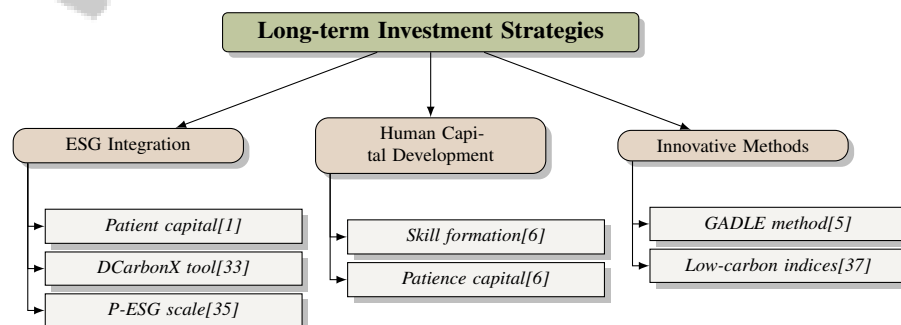 Long-term Investment Strategies
ESG Integration
Patient capital[1]
DCarbonX tool[33]
P-ESG scale[35]
Human Capi-
tal Development
Skill formation[6]
Patience capital[6]
Innovative Methods
GADLE method[5]
Low-carbon indices[37]